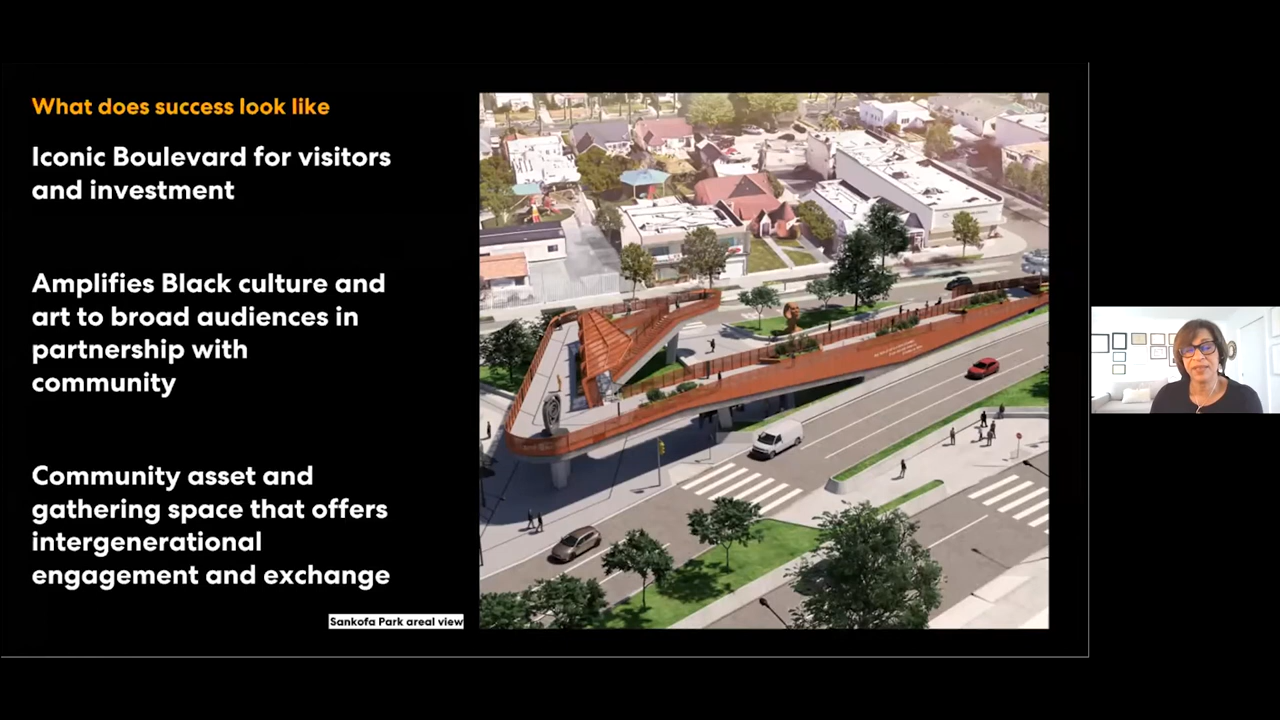 What does success look like
Iconic Boulevard for visitors
and investment
Amplifies Black culture and
art to broad audiences in
partnership with
community
Community asset and
gathering space that offers
intergenerational
engagement and exchange
Sankofa Park areal view